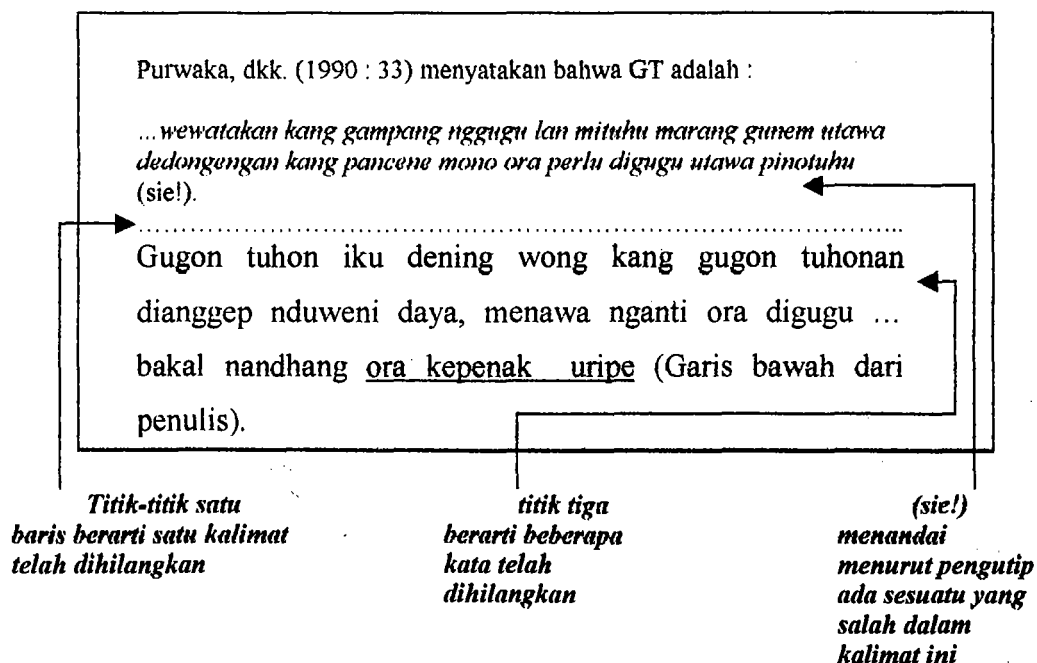 Purwaka, dkk. (1990 : 33) menyatakan bahwa GT adalah :
...wewatakan kang gampang nggugu lan mituhu marang gunem utawa
dedongengan kang pancene mono ora perlu digugu utawa pinotuhu
(sie!).
................................................................................
Gugon tuhon iku dening wong kang gugon tuhonan
dianggep nduweni daya, menawa nganti ora digugu ...
bakal nandhang ora kepenak uripe (Garis bawah dari
penulis).
Titik-titik satu
baris berarti satu kalimat
telah dihilangkan
titik tiga
berarti beberapa
kata telah
dihilangkan
(sie!)
menandai
menurut pengutip
ada sesuatu yang
salah dalam
kalimat ini